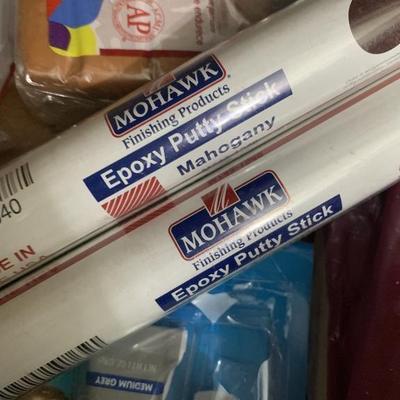 AP
MOHAWK
Finishing Products
Epoxy Putty Stick
Mahogany
40
E IN
MOHAWK
Finishing Products
Epoxy Putty Stick
MEDIUM GREY